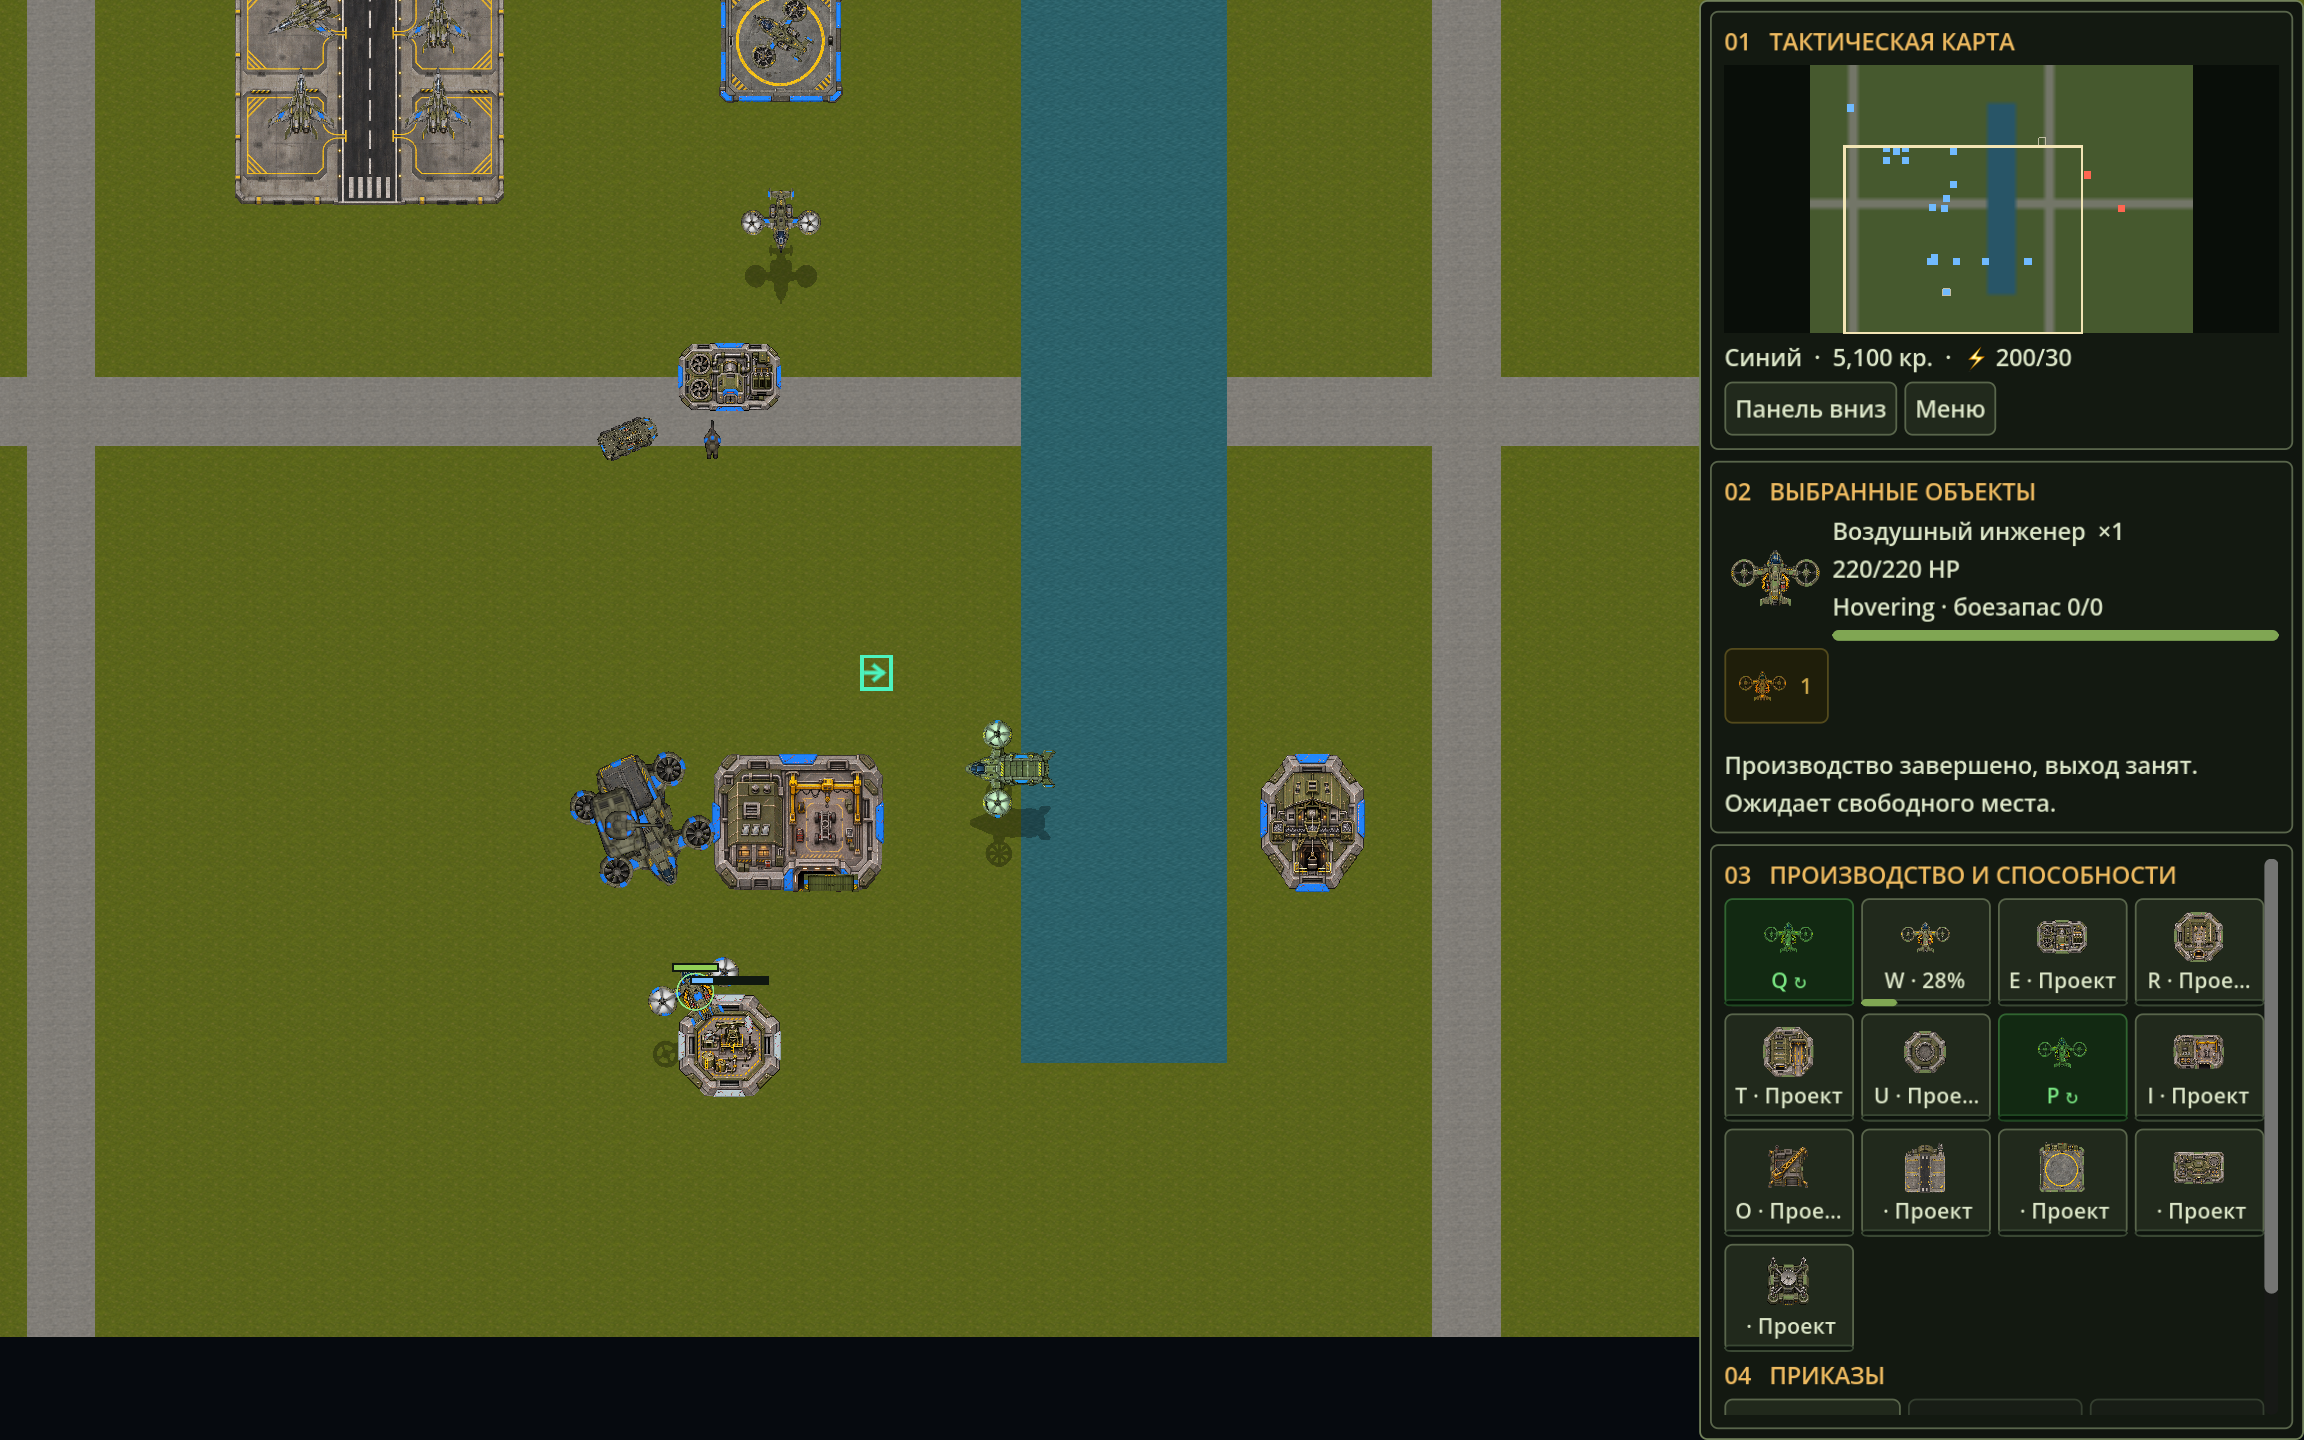 01 ТАКТИЧЕСКАЯ КАРТА
Синий · 5,100 кр. · ⚡ 200/30
Панель вниз Меню
02 ВЫБРАННЫЕ ОБЪЕКТЫ
Воздушный инженер ×1
220/220 HP
Hovering · боезапас 0/0
1
Производство завершено, выход занят.
Ожидает свободного места.
03 ПРОИЗВОДСТВО И СПОСОБНОСТИ
Q ↻ W · 28% E · Проект R · Прое...
T · Проект U · Прое... P ↻ I · Проект
O · Прое... · Проект · Проект · Проект
· Проект
04 ПРИКАЗЫ